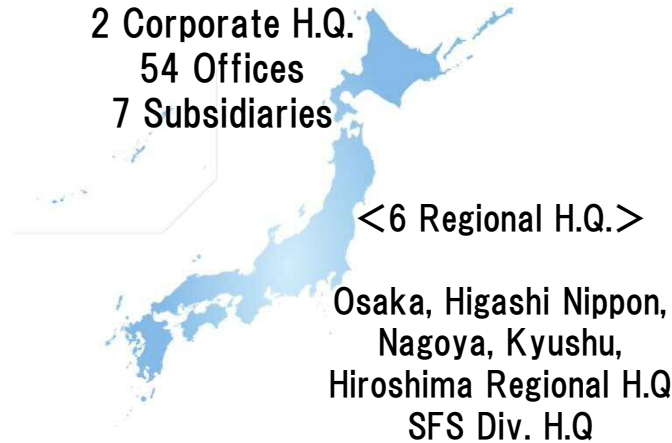 2 Corporate H.Q.
54 Offices
7 Subsidiaries
＜6 Regional H.Q.＞
Osaka, Higashi Nippon,
Nagoya, Kyushu,
Hiroshima Regional H.Q
SFS Div. H.Q